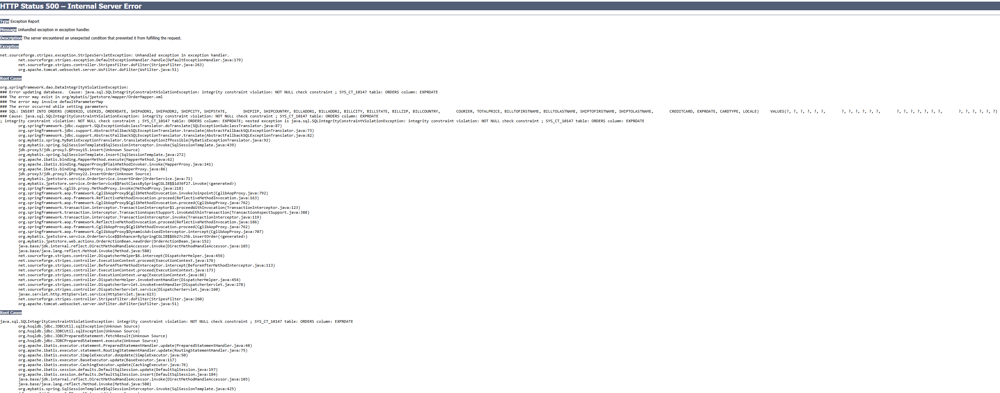 HTTP Status 500 – Internal Server Error
Type Exception Report
Message Unhandled exception in exception handler.
Description The server encountered an unexpected condition that prevented it from fulfilling the request.
Exception
net.sourceforge.stripes.exception.StripesServletException: Unhandled exception in exception handler.
net.sourceforge.stripes.exception.DefaultExceptionHandler.handle(DefaultExceptionHandler.java:179)
net.sourceforge.stripes.controller.StripesFilter.doFilter(StripesFilter.java:263)
org.apache.tomcat.websocket.server.WsFilter.doFilter(WsFilter.java:51)
Root Cause
org.springframework.dao.DataIntegrityViolationException:
### Error updating database.  Cause: java.sql.SQLIntegrityConstraintViolationException: integrity constraint violation: NOT NULL check constraint ; SYS_CT_10147 table: ORDERS column: EXPRDATE
### The error may exist in org/mybatis/jpetstore/mapper/OrderMapper.xml
### The error may involve defaultParameterMap
### The error occurred while setting parameters
### SQL: INSERT INTO ORDERS (ORDERID, USERID, ORDERDATE, SHIPADDR1, SHIPADDR2, SHIPCITY, SHIPSTATE,       SHIPZIP, SHIPCOUNTRY, BILLADDR1, BILLADDR2, BILLCITY, BILLSTATE, BILLZIP, BILLCOUNTRY,       COURIER, TOTALPRICE, BILLTOFIRSTNAME, BILLTOLASTNAME, SHIPTOFIRSTNAME, SHIPTOLASTNAME,       CREDITCARD, EXPRDATE, CARDTYPE, LOCALE)     VALUES(?, ?, ?, ?, ?, ?,       ?, ?, ?, ?, ?, ?,       ?, ?, ?, ?, ?, ?, ?,       ?, ?, ?, ?, ?, ?)
### Cause: java.sql.SQLIntegrityConstraintViolationException: integrity constraint violation: NOT NULL check constraint ; SYS_CT_10147 table: ORDERS column: EXPRDATE
; integrity constraint violation: NOT NULL check constraint ; SYS_CT_10147 table: ORDERS column: EXPRDATE; nested exception is java.sql.SQLIntegrityConstraintViolationException: integrity constraint violation: NOT NULL check constraint ; SYS_CT_10147 table: ORDERS column: EXPRDATE
org.springframework.jdbc.support.SQLExceptionSubclassTranslator.doTranslate(SQLExceptionSubclassTranslator.java:87)
org.springframework.jdbc.support.AbstractFallbackSQLExceptionTranslator.translate(AbstractFallbackSQLExceptionTranslator.java:73)
org.springframework.jdbc.support.AbstractFallbackSQLExceptionTranslator.translate(AbstractFallbackSQLExceptionTranslator.java:82)
org.mybatis.spring.MyBatisExceptionTranslator.translateExceptionIfPossible(MyBatisExceptionTranslator.java:92)
org.mybatis.spring.SqlSessionTemplate$SqlSessionInterceptor.invoke(SqlSessionTemplate.java:439)
jdk.proxy3/jdk.proxy3.$Proxy15.insert(Unknown Source)
org.mybatis.spring.SqlSessionTemplate.insert(SqlSessionTemplate.java:272)
org.apache.ibatis.binding.MapperMethod.execute(MapperMethod.java:62)
org.apache.ibatis.binding.MapperProxy$PlainMethodInvoker.invoke(MapperProxy.java:141)
org.apache.ibatis.binding.MapperProxy.invoke(MapperProxy.java:86)
jdk.proxy3/jdk.proxy3.$Proxy22.insertOrder(Unknown Source)
org.mybatis.jpetstore.service.OrderService.insertOrder(OrderService.java:71)
org.mybatis.jpetstore.service.OrderService$$FastClassBySpringCGLIB$$1d36f27.invoke(<generated>)
org.springframework.cglib.proxy.MethodProxy.invoke(MethodProxy.java:218)
org.springframework.aop.framework.CglibAopProxy$CglibMethodInvocation.invokeJoinpoint(CglibAopProxy.java:792)
org.springframework.aop.framework.ReflectiveMethodInvocation.proceed(ReflectiveMethodInvocation.java:163)
org.springframework.aop.framework.CglibAopProxy$CglibMethodInvocation.proceed(CglibAopProxy.java:762)
org.springframework.transaction.interceptor.TransactionInterceptor$1.proceedWithInvocation(TransactionInterceptor.java:123)
org.springframework.transaction.interceptor.TransactionAspectSupport.invokeWithinTransaction(TransactionAspectSupport.java:388)
org.springframework.transaction.interceptor.TransactionInterceptor.invoke(TransactionInterceptor.java:119)
org.springframework.aop.framework.ReflectiveMethodInvocation.proceed(ReflectiveMethodInvocation.java:186)
org.springframework.aop.framework.CglibAopProxy$CglibMethodInvocation.proceed(CglibAopProxy.java:762)
org.springframework.aop.framework.CglibAopProxy$DynamicAdvisedInterceptor.intercept(CglibAopProxy.java:707)
org.mybatis.jpetstore.service.OrderService$$EnhancerBySpringCGLIB$$6b27c25b.insertOrder(<generated>)
org.mybatis.jpetstore.web.actions.OrderActionBean.newOrder(OrderActionBean.java:152)
java.base/jdk.internal.reflect.DirectMethodHandleAccessor.invoke(DirectMethodHandleAccessor.java:103)
java.base/java.lang.reflect.Method.invoke(Method.java:580)
net.sourceforge.stripes.controller.DispatcherHelper$6.intercept(DispatcherHelper.java:456)
net.sourceforge.stripes.controller.ExecutionContext.proceed(ExecutionContext.java:176)
net.sourceforge.stripes.controller.BeforeAfterMethodInterceptor.intercept(BeforeAfterMethodInterceptor.java:113)
net.sourceforge.stripes.controller.ExecutionContext.proceed(ExecutionContext.java:173)
net.sourceforge.stripes.controller.ExecutionContext.wrap(ExecutionContext.java:86)
net.sourceforge.stripes.controller.DispatcherHelper.invokeEventHandler(DispatcherHelper.java:454)
net.sourceforge.stripes.controller.DispatcherServlet.invokeEventHandler(DispatcherServlet.java:278)
net.sourceforge.stripes.controller.DispatcherServlet.service(DispatcherServlet.java:160)
javax.servlet.http.HttpServlet.service(HttpServlet.java:623)
net.sourceforge.stripes.controller.StripesFilter.doFilter(StripesFilter.java:260)
org.apache.tomcat.websocket.server.WsFilter.doFilter(WsFilter.java:51)
Root Cause
java.sql.SQLIntegrityConstraintViolationException: integrity constraint violation: NOT NULL check constraint ; SYS_CT_10147 table: ORDERS column: EXPRDATE
org.hsqldb.jdbc.JDBCUtil.sqlException(Unknown Source)
org.hsqldb.jdbc.JDBCUtil.sqlException(Unknown Source)
org.hsqldb.jdbc.JDBCPreparedStatement.fetchResult(Unknown Source)
org.hsqldb.jdbc.JDBCPreparedStatement.execute(Unknown Source)
org.apache.ibatis.executor.statement.PreparedStatementHandler.update(PreparedStatementHandler.java:48)
org.apache.ibatis.executor.statement.RoutingStatementHandler.update(RoutingStatementHandler.java:75)
org.apache.ibatis.executor.SimpleExecutor.doUpdate(SimpleExecutor.java:50)
org.apache.ibatis.executor.BaseExecutor.update(BaseExecutor.java:117)
org.apache.ibatis.executor.CachingExecutor.update(CachingExecutor.java:76)
org.apache.ibatis.session.defaults.DefaultSqlSession.update(DefaultSqlSession.java:197)
org.apache.ibatis.session.defaults.DefaultSqlSession.insert(DefaultSqlSession.java:184)
java.base/jdk.internal.reflect.DirectMethodHandleAccessor.invoke(DirectMethodHandleAccessor.java:103)
java.base/java.lang.reflect.Method.invoke(Method.java:580)
org.mybatis.spring.SqlSessionTemplate$SqlSessionInterceptor.invoke(SqlSessionTemplate.java:425)